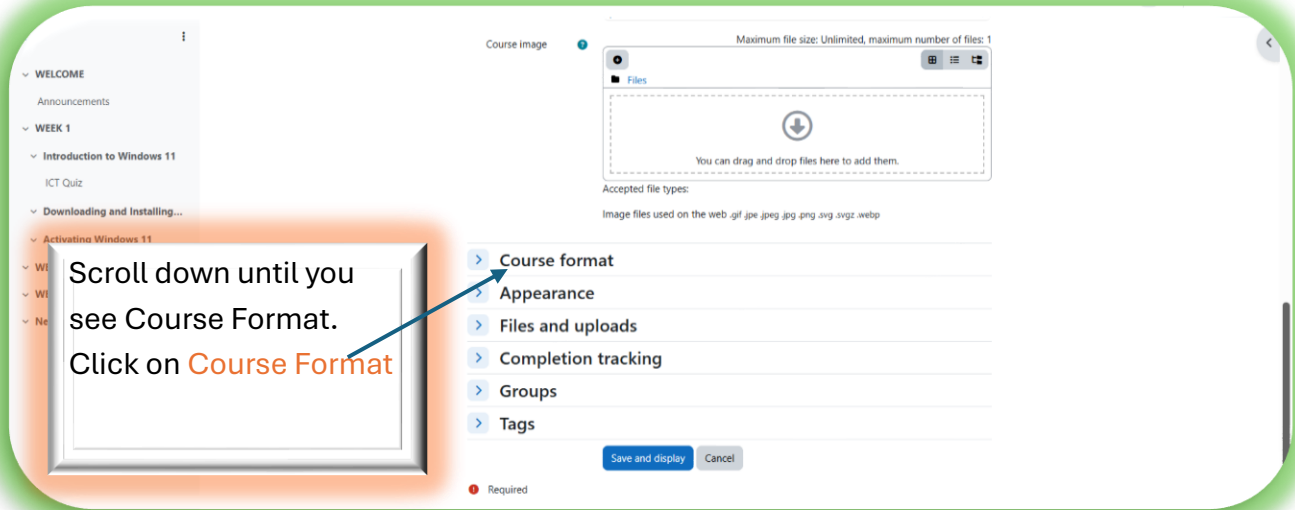 WELCOME
Announcements
WEEK 1
Introduction to Windows 11
ICT Quiz
Downloading and Installing...
Activating Windows 11
Ne
Scroll down until you
see Course Format.
Click on Course Format
Course image
Maximum file size: Unlimited, maximum number of files: 1
Files
You can drag and drop files here to add them.
Accepted file types:
Image files used on the web .gif .jpe .jpeg .jpg .png .svg .svgz .webp
Course format
Appearance
Files and uploads
Completion tracking
Groups
Tags
Save and display Cancel
Required